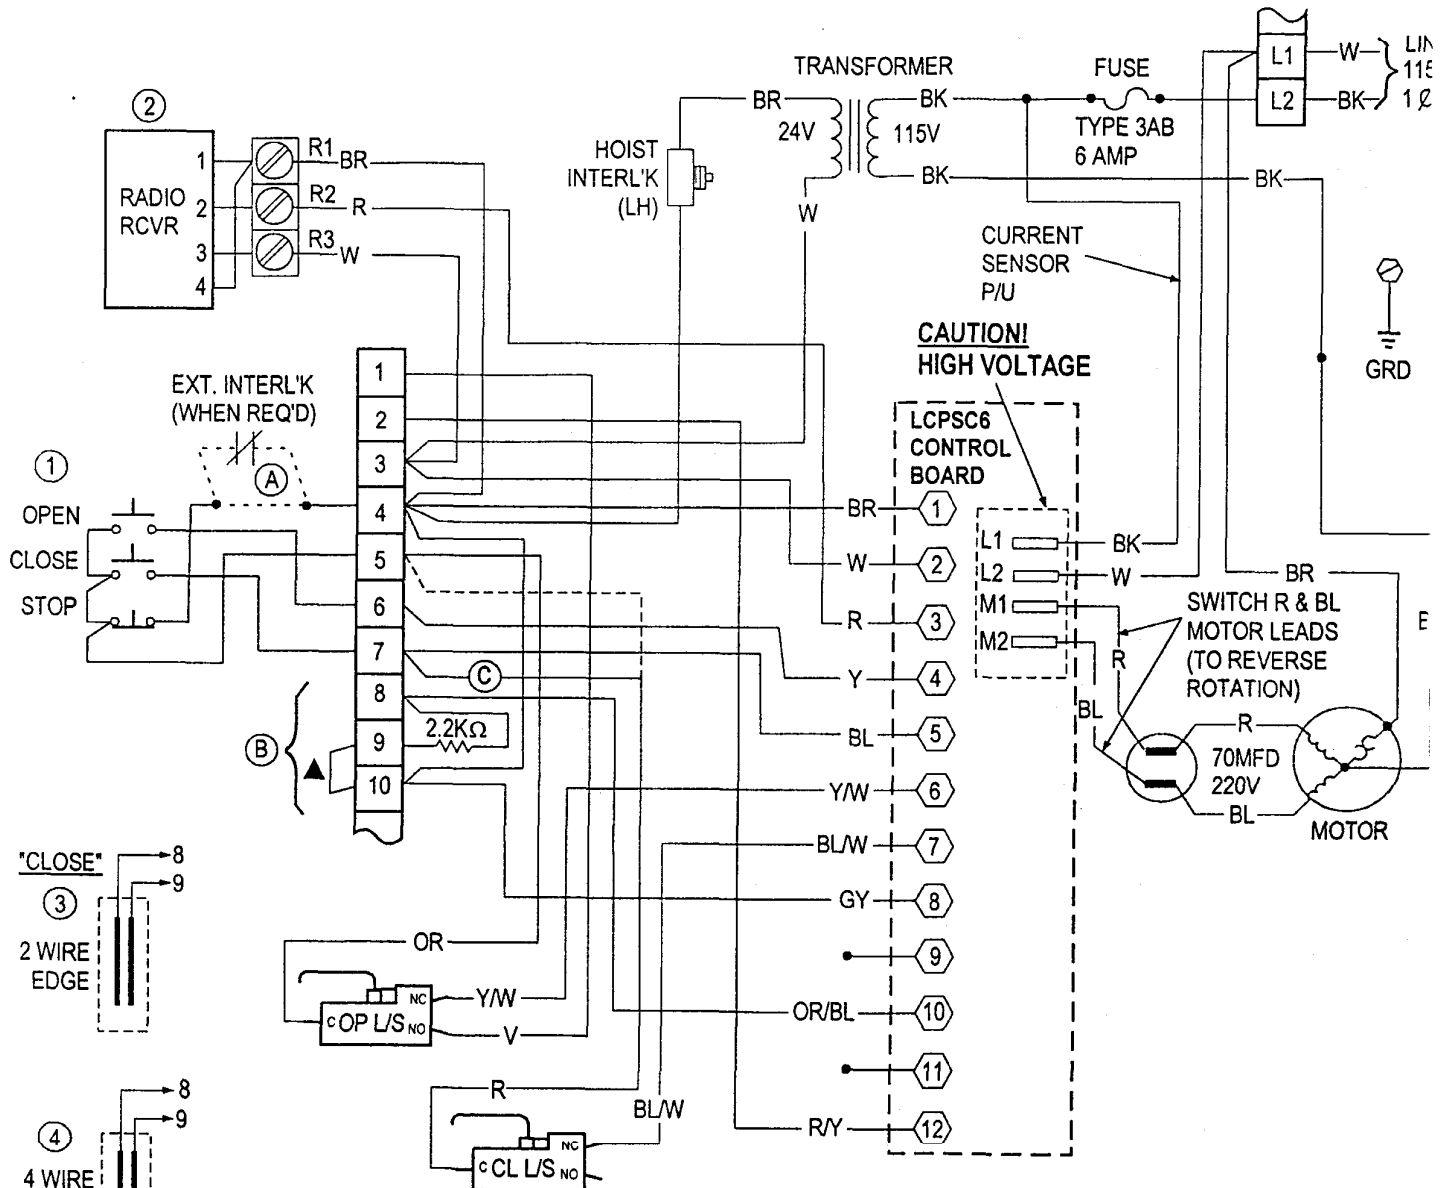 TRANSFORMER
FUSE
L1
W
LIN
115
L2
BK
1 Ø
BR
24V
115V
BK
TYPE 3AB
6 AMP
2
RADIO
RCVR
1
2
3
4
R1
BR
R2
R
R3
W
HOIST
INTERL'K
(LH)
W
BK
BK
CURRENT
SENSOR
P/U
GRD
CAUTION!
HIGH VOLTAGE
EXT. INTERL'K
(WHEN REQ'D)
A
1
OPEN
CLOSE
STOP
1
2
3
4
5
6
7
8
9
10
B
C
2.2KΩ
LCPSC6
CONTROL
BOARD
L1
BK
L2
W
M1
M2
R
BL
BR
SWITCH R & BL
MOTOR LEADS
(TO REVERSE
ROTATION)
R
70MFD
220V
BL
MOTOR
BR
1
W
2
R
3
Y
4
BL
5
Y/W
6
BL/W
7
GY
8
9
OR/BL
10
11
R/Y
12
"CLOSE"
8
9
3
2 WIRE
EDGE
OR
NC
Y/W
C OP L/S NO
V
R
BL/W
NC
C CL L/S NO
8
9
4
4 WIRE